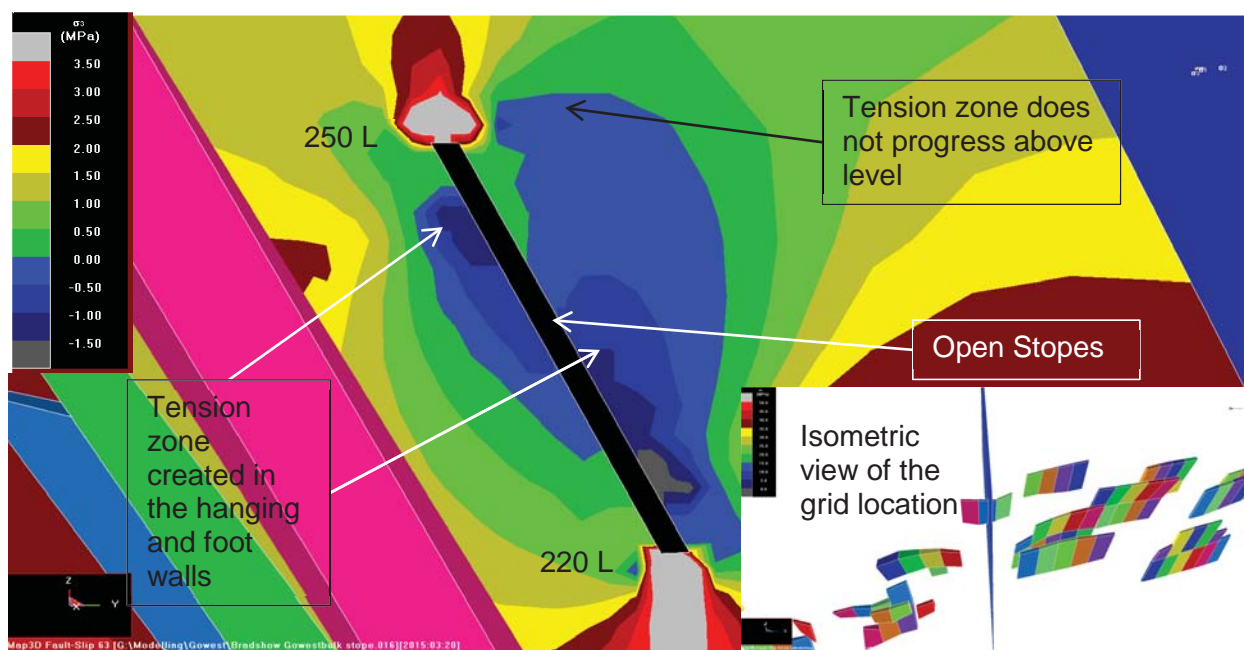 σ3
(MPa)
3.50
3.00
2.50
2.00
1.50
1.00
0.50
0.00
-0.50
-1.00
-1.50
250 L
Tension zone does
not progress above
level
Open Stopes
Tension
zone
created in
the hanging
and foot
walls
220 L
Isometric
view of the
grid location
Z
X
Y
Map3D Fault-Slip 63 [G:\Modelling\Gowest\Bradshow Gowestbulk stope.016][2015:03:20]